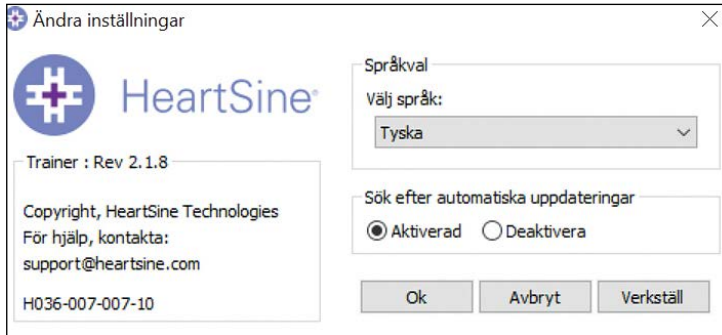 Ändra inställningar
HeartSine®
Trainer : Rev 2.1.8
Copyright, HeartSine Technologies
För hjälp, kontakta:
support@heartsine.com
H036-007-007-10
Språkval
Välj språk:
Tyska
Sök efter automatiska uppdateringar
Aktiverad
Deaktivera
Ok
Avbryt
Verkställ